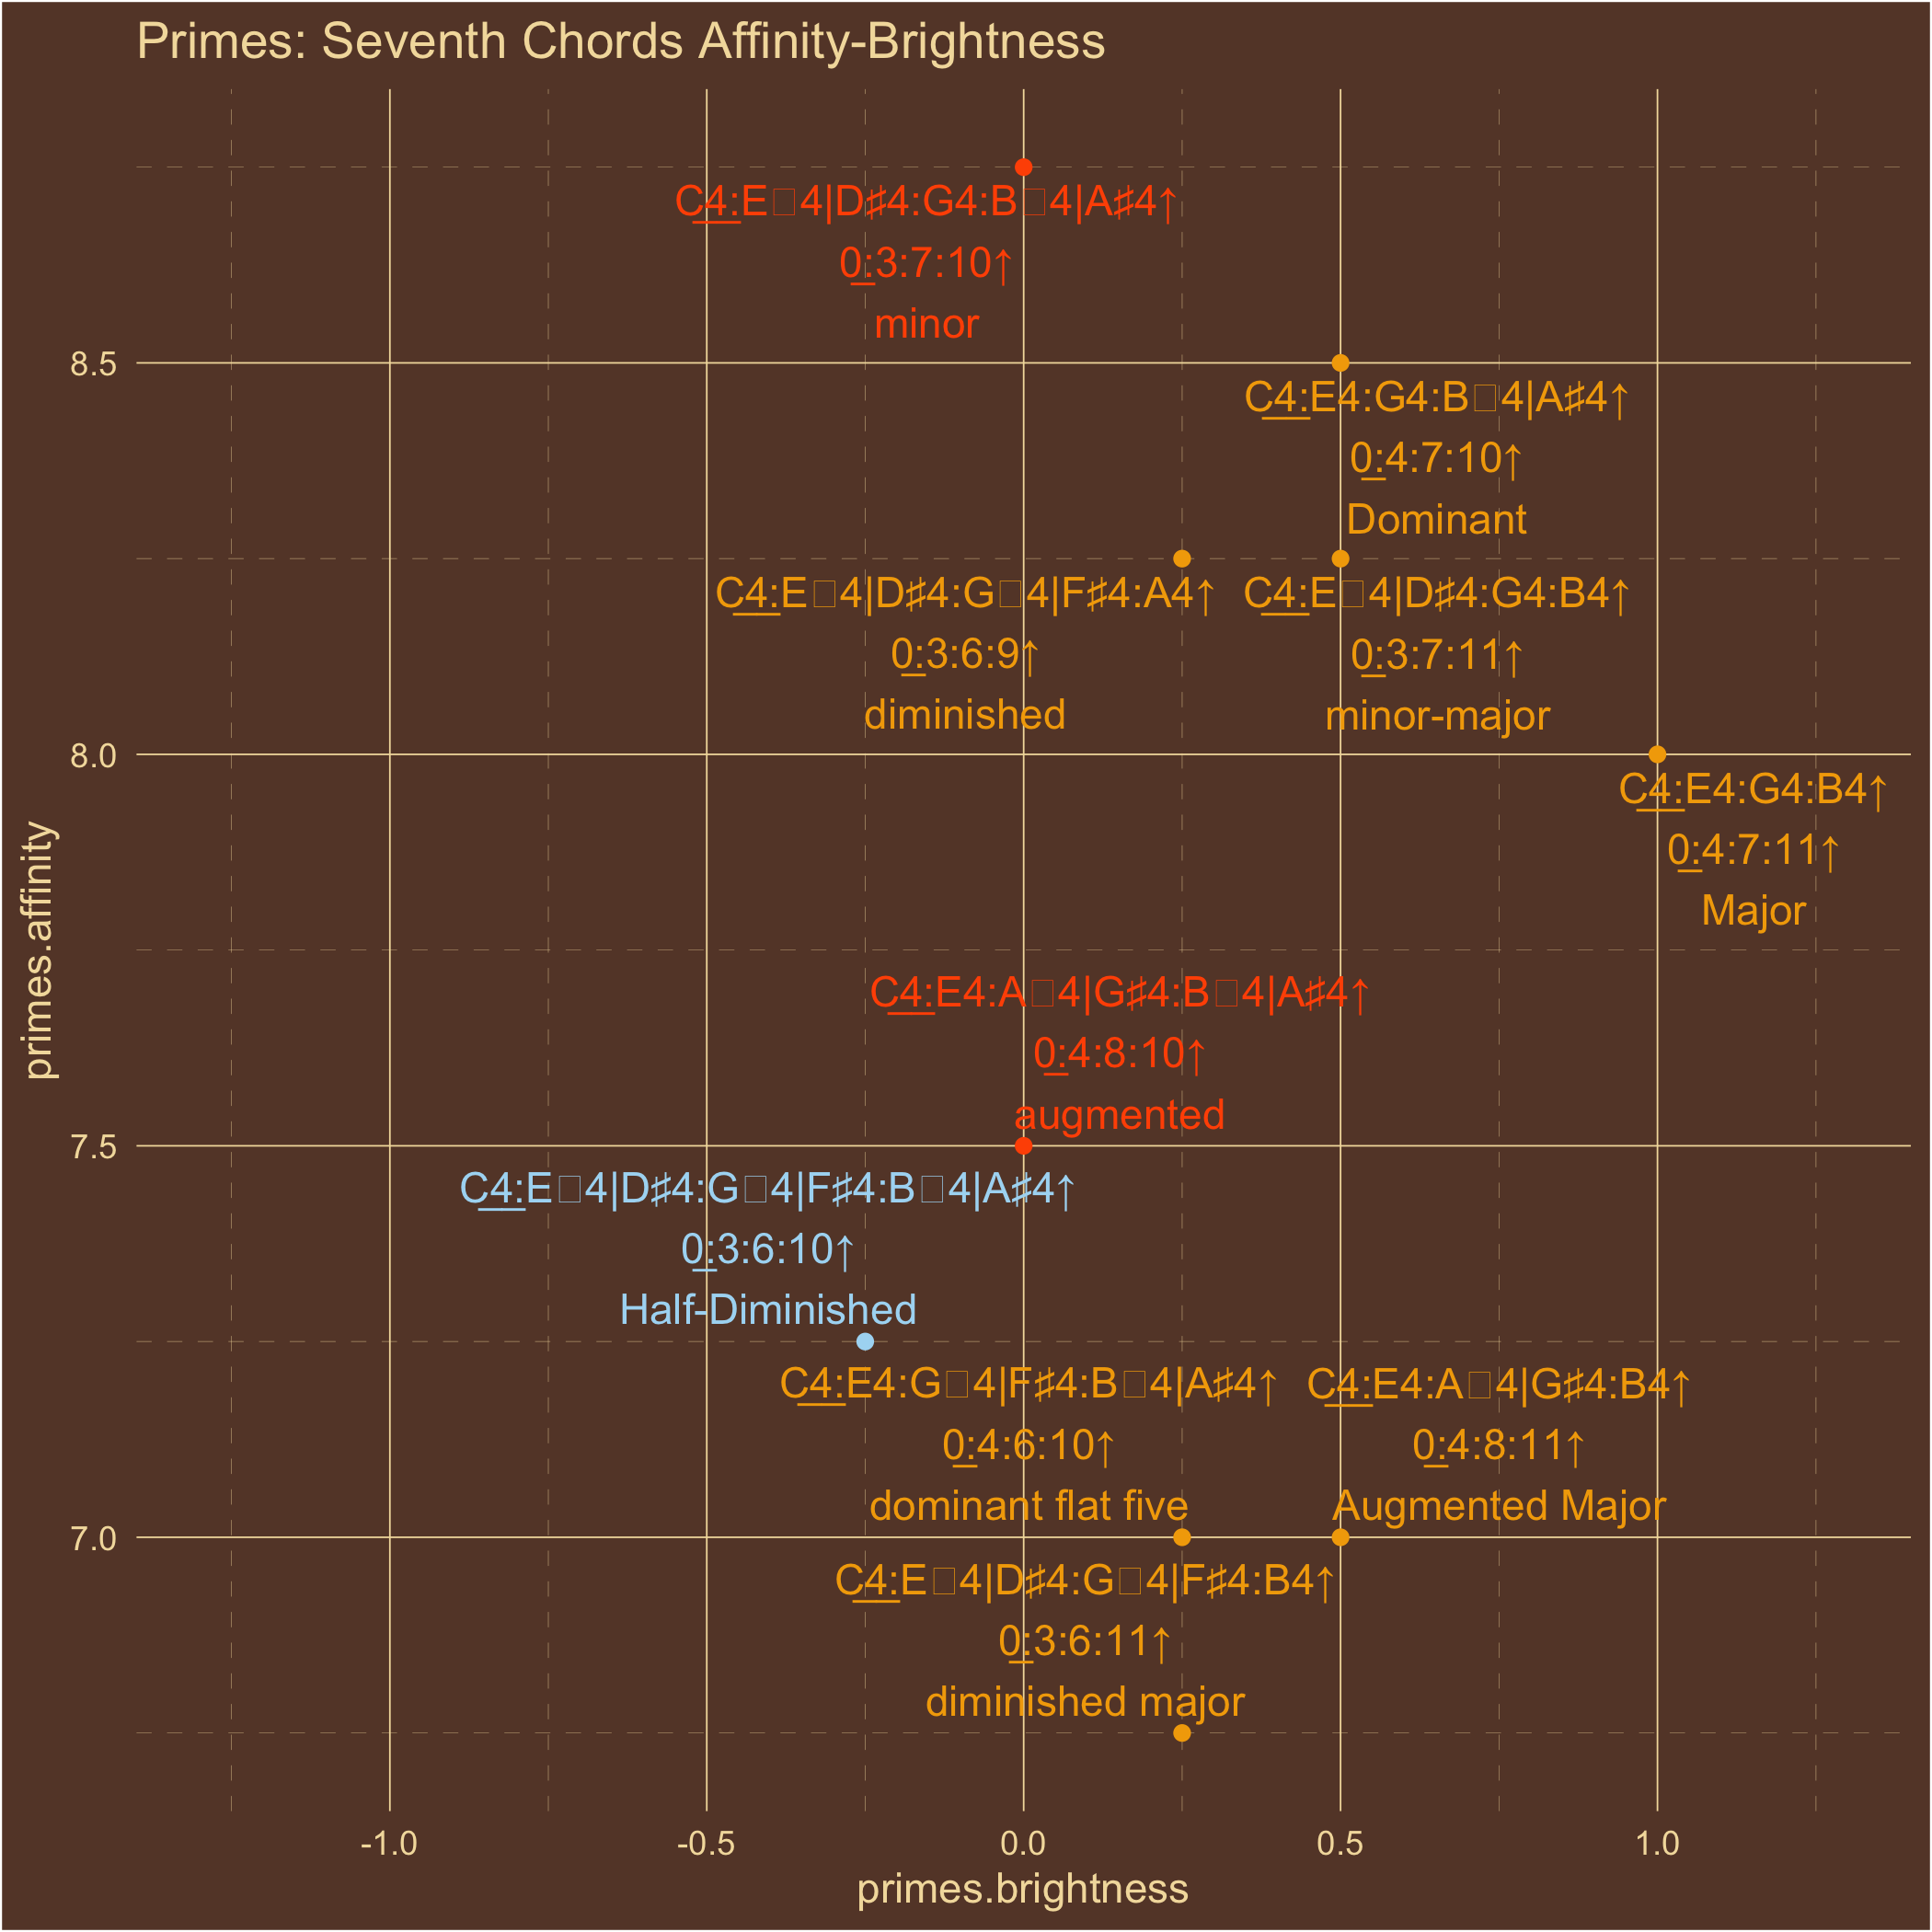 Primes: Seventh Chords Affinity-Brightness
C4:E□4|D♯4:G4:B□4|A♯4↑
0:3:7:10↑
minor
8.5
C4:E4:G4:B□4|A♯4↑
0:4:7:10↑
Dominant
C4:E□4|D♯4:G□4|F♯4:A4↑
0:3:6:9↑
diminished
C4:E□4|D♯4:G4:B4↑
0:3:7:11↑
minor-major
8.0
C4:E4:G4:B4↑
0:4:7:11↑
Major
primes.affinity
C4:E4:A□4|G♯4:B□4|A♯4↑
0:4:8:10↑
augmented
7.5
C4:E□4|D♯4:G□4|F♯4:B□4|A♯4↑
0:3:6:10↑
Half-Diminished
C4:E4:G□4|F♯4:B□4|A♯4↑
0:4:6:10↑
dominant flat five
C4:E4:A□4|G♯4:B4↑
0:4:8:11↑
Augmented Major
7.0
C4:E□4|D♯4:G□4|F♯4:B4↑
0:3:6:11↑
diminished major
-1.0
-0.5
0.0
0.5
1.0
primes.brightness